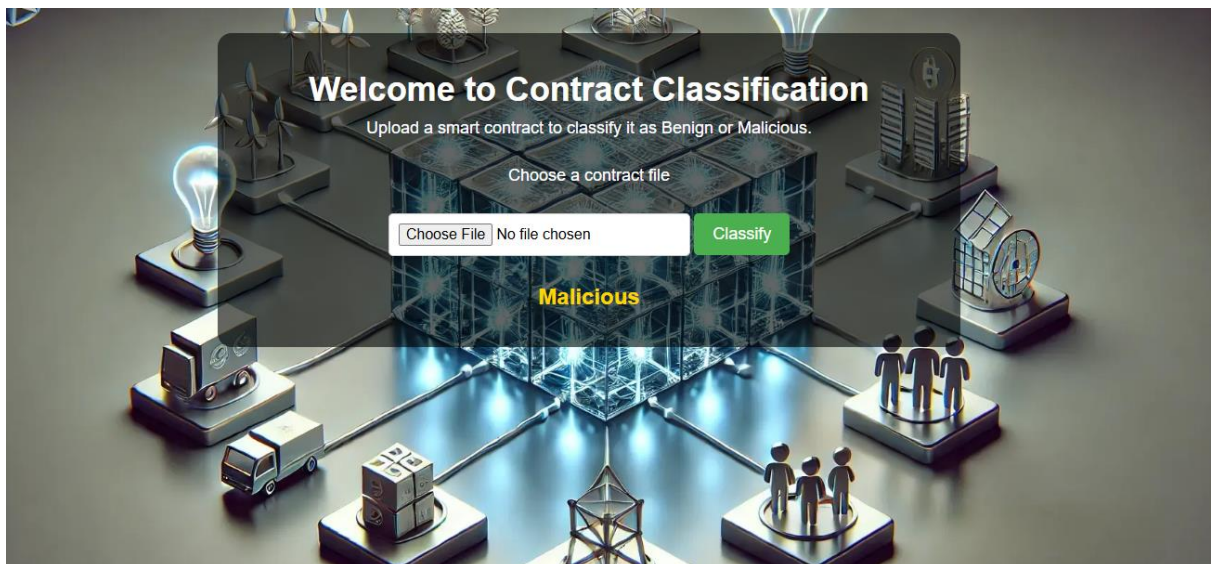 Welcome to Contract Classification
Upload a smart contract to classify it as Benign or Malicious.
Choose a contract file
Choose File No file chosen
Classify
Malicious